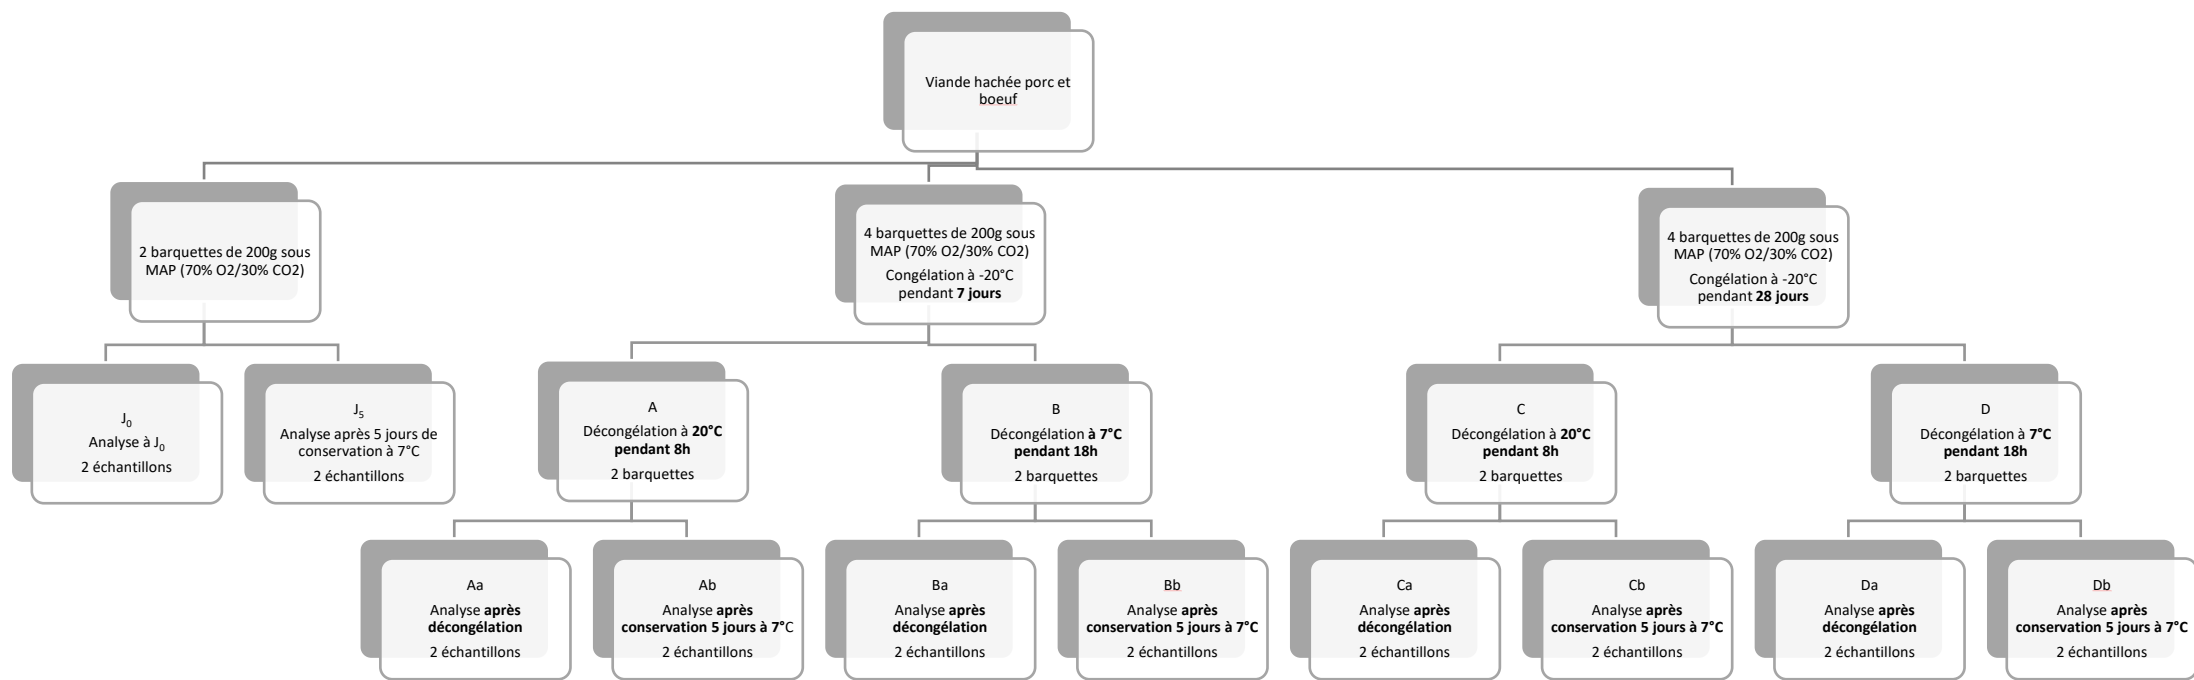 Viande hachée porc et
boeuf
2 barquettes de 200g sous
MAP (70% O2/30% CO2)
4 barquettes de 200g sous
MAP (70% O2/30% CO2)
Congélation à -20°C
pendant 7 jours
4 barquettes de 200g sous
MAP (70% O2/30% CO2)
Congélation à -20°C
pendant 28 jours
J₀
Analyse à J₀
2 échantillons
J₅
Analyse après 5 jours de
conservation à 7°C
2 échantillons
A
Décongélation à 20°C
pendant 8h
2 barquettes
B
Décongélation à 7°C
pendant 18h
2 barquettes
C
Décongélation à 20°C
pendant 8h
2 barquettes
D
Décongélation à 7°C
pendant 18h
2 barquettes
Aa
Analyse après
décongélation
2 échantillons
Ab
Analyse après
conservation 5 jours à 7°C
2 échantillons
Ba
Analyse après
décongélation
2 échantillons
Bb
Analyse après
conservation 5 jours à 7°C
2 échantillons
Ca
Analyse après
décongélation
2 échantillons
Cb
Analyse après
conservation 5 jours à 7°C
2 échantillons
Da
Analyse après
décongélation
2 échantillons
Db
Analyse après
conservation 5 jours à 7°C
2 échantillons